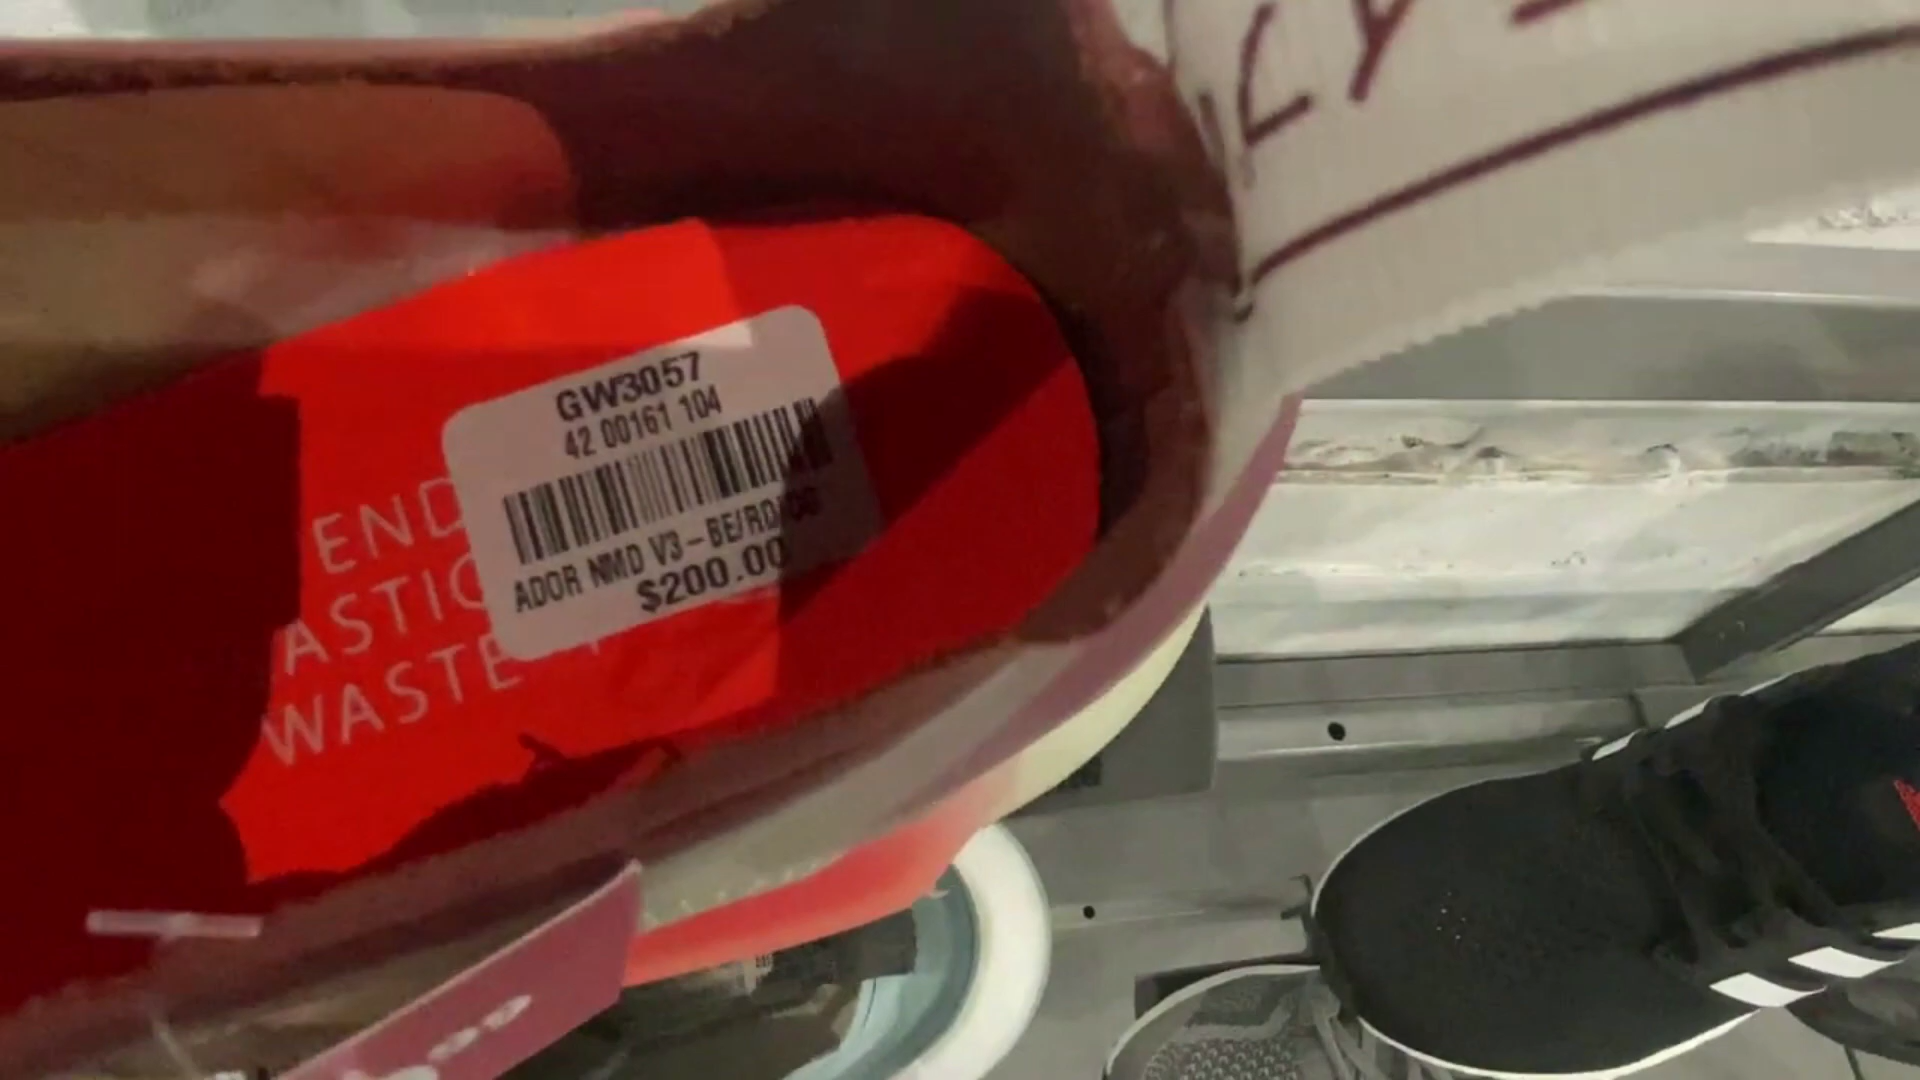 GW3057
42 00161 104
ADOR NMD V3-BE/RD/
$200.00
END
ASTIC
WASTE